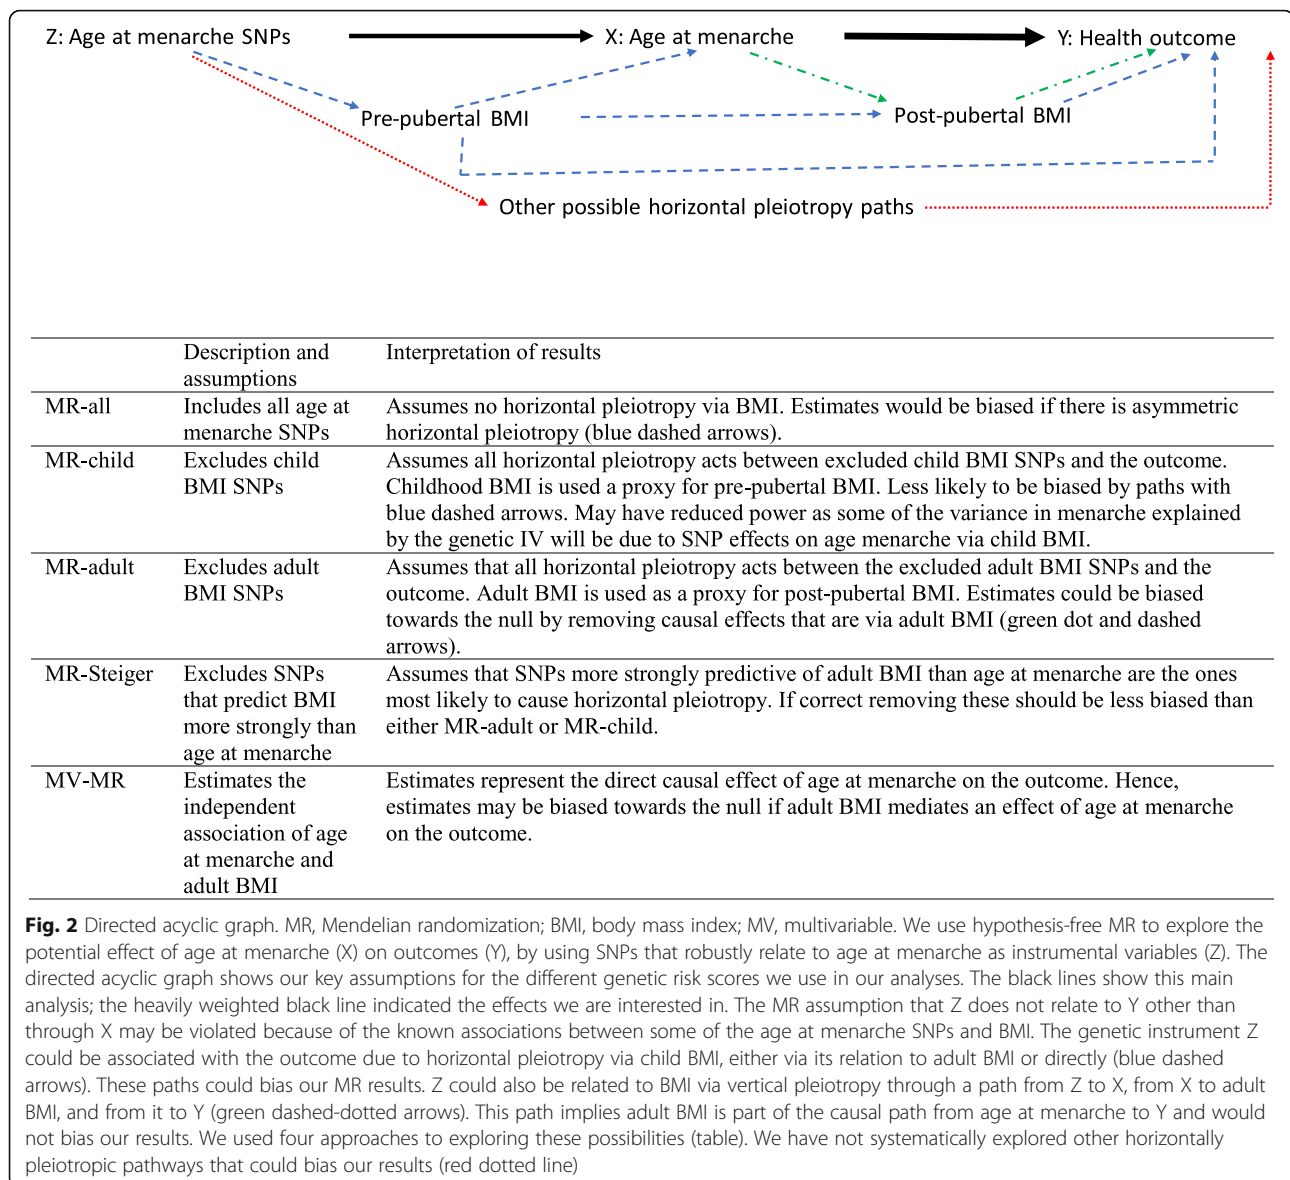 Z: Age at menarche SNPs
X: Age at menarche
Y: Health outcome
Pre-pubertal BMI
Post-pubertal BMI
Other possible horizontal pleiotropy paths
Description and
assumptions
Interpretation of results
MR-all
Includes all age at
menarche SNPs
Assumes no horizontal pleiotropy via BMI. Estimates would be biased if there is asymmetric
horizontal pleiotropy (blue dashed arrows).
MR-child
Excludes child
BMI SNPs
Assumes all horizontal pleiotropy acts between excluded child BMI SNPs and the outcome.
Childhood BMI is used a proxy for pre-pubertal BMI. Less likely to be biased by paths with
blue dashed arrows. May have reduced power as some of the variance in menarche explained
by the genetic IV will be due to SNP effects on age menarche via child BMI.
MR-adult
Excludes adult
BMI SNPs
Assumes that all horizontal pleiotropy acts between the excluded adult BMI SNPs and the
outcome. Adult BMI is used as a proxy for post-pubertal BMI. Estimates could be biased
towards the null by removing causal effects that are via adult BMI (green dot and dashed
arrows).
MR-Steiger
Excludes SNPs
that predict BMI
more strongly than
age at menarche
Assumes that SNPs more strongly predictive of adult BMI than age at menarche are the ones
most likely to cause horizontal pleiotropy. If correct removing these should be less biased than
either MR-adult or MR-child.
MV-MR
Estimates the
independent
association of age
at menarche and
adult BMI
Estimates represent the direct causal effect of age at menarche on the outcome. Hence,
estimates may be biased towards the null if adult BMI mediates an effect of age at menarche
on the outcome.
Fig. 2 Directed acyclic graph. MR, Mendelian randomization; BMI, body mass index; MV, multivariable. We use hypothesis-free MR to explore the
potential effect of age at menarche (X) on outcomes (Y), by using SNPs that robustly relate to age at menarche as instrumental variables (Z). The
directed acyclic graph shows our key assumptions for the different genetic risk scores we use in our analyses. The black lines show this main
analysis; the heavily weighted black line indicated the effects we are interested in. The MR assumption that Z does not relate to Y other than
through X may be violated because of the known associations between some of the age at menarche SNPs and BMI. The genetic instrument Z
could be associated with the outcome due to horizontal pleiotropy via child BMI, either via its relation to adult BMI or directly (blue dashed
arrows). These paths could bias our MR results. Z could also be related to BMI via vertical pleiotropy through a path from Z to X, from X to adult
BMI, and from it to Y (green dashed-dotted arrows). This path implies adult BMI is part of the causal path from age at menarche to Y and would
not bias our results. We used four approaches to exploring these possibilities (table). We have not systematically explored other horizontally
pleiotropic pathways that could bias our results (red dotted line)